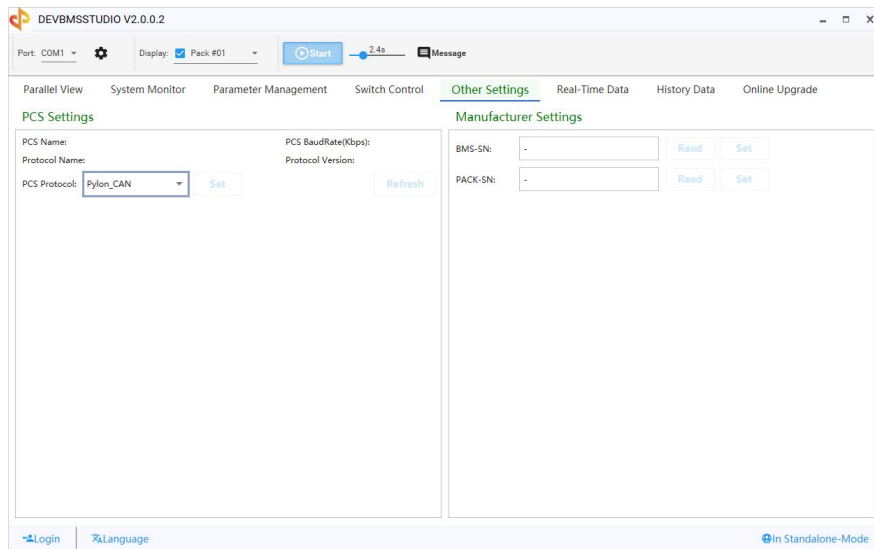 DEVBMSSTUDIO V2.0.0.2
Port: COM1 Display: Pack #01 Start 2.4s Message
Parallel View System Monitor Parameter Management Switch Control Other Settings Real-Time Data History Data Online Upgrade
PCS Settings
PCS Name: PCS BaudRate(Kbps):
Protocol Name: Protocol Version:
PCS Protocol: Pylon_CAN Set Refresh
Manufacturer Settings
BMS-SN: - Read Set
PACK-SN: - Read Set
Login Language In Standalone-Mode